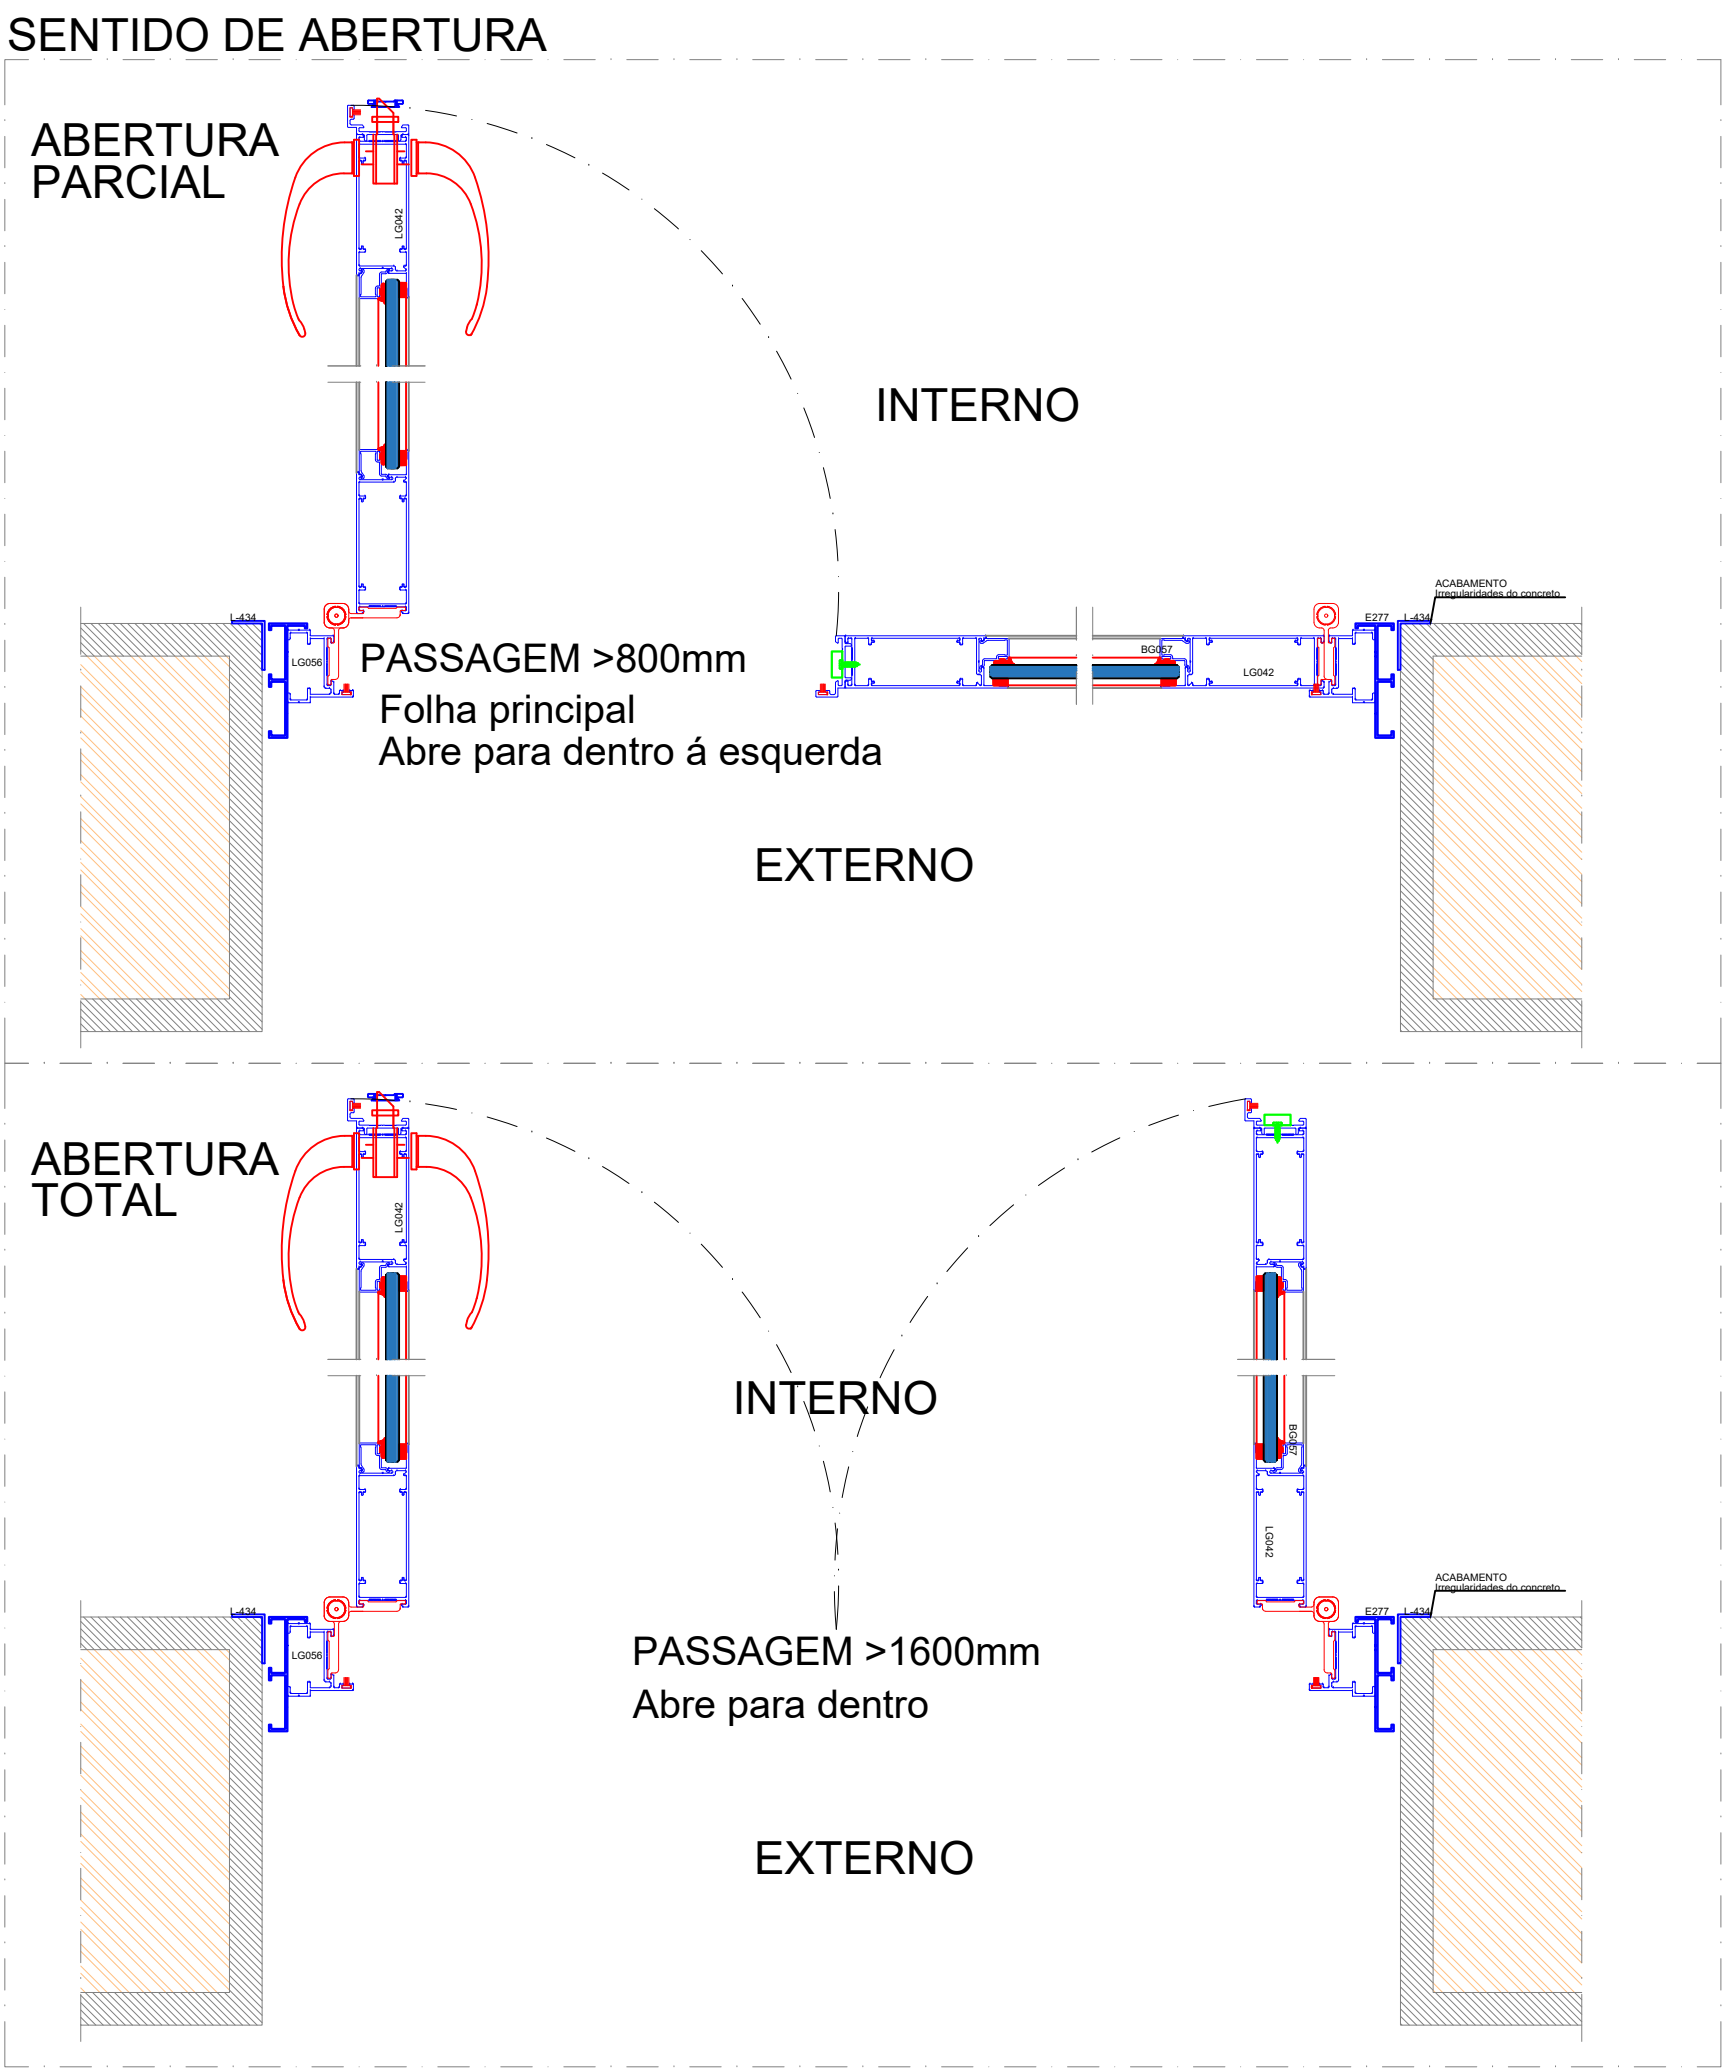 SENTIDO DE ABERTURA
ABERTURA
PARCIAL
LG042
INTERNO
ACABAMENTO
Irregularidades do concreto
L-434
E277
L-434
LG056
PASSAGEM >800mm
BG057
LG042
Folha principal
Abre para dentro á esquerda
EXTERNO
ABERTURA
TOTAL
LG042
INTERNO
BG057
LG042
ACABAMENTO
Irregularidades do concreto
L-434
E277
L-434
LG056
PASSAGEM >1600mm
Abre para dentro
EXTERNO